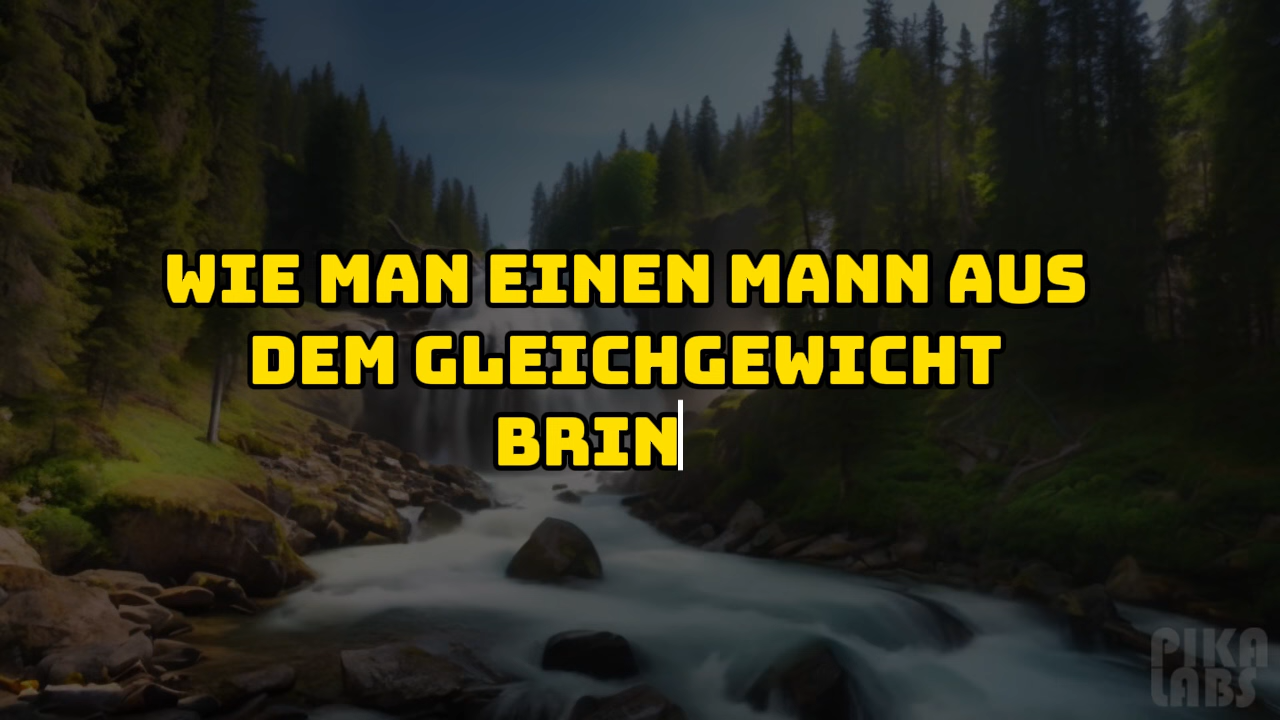 WIE MAN EINEN MANN AUS
DEM GLEICHGEWICHT
BRIN
PIKA
LABS